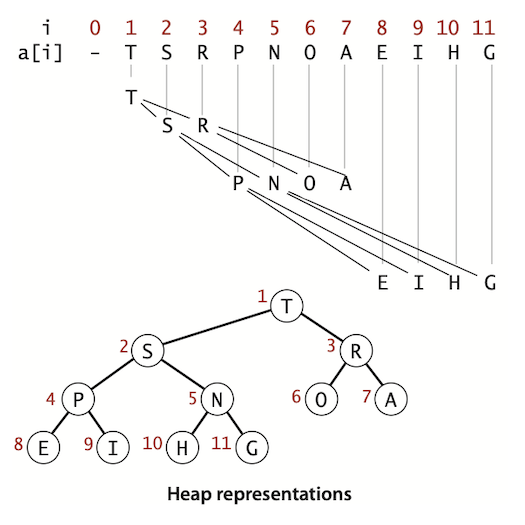 i 0 1 2 3 4 5 6 7 8 9 10 11
a[i] – T S R P N O A E I H G
T
S R
P N O A
E I H G
1 T
2 S 3 R
4 P 5 N 6 O 7 A
8 E 9 I 10 H 11 G
Heap representations